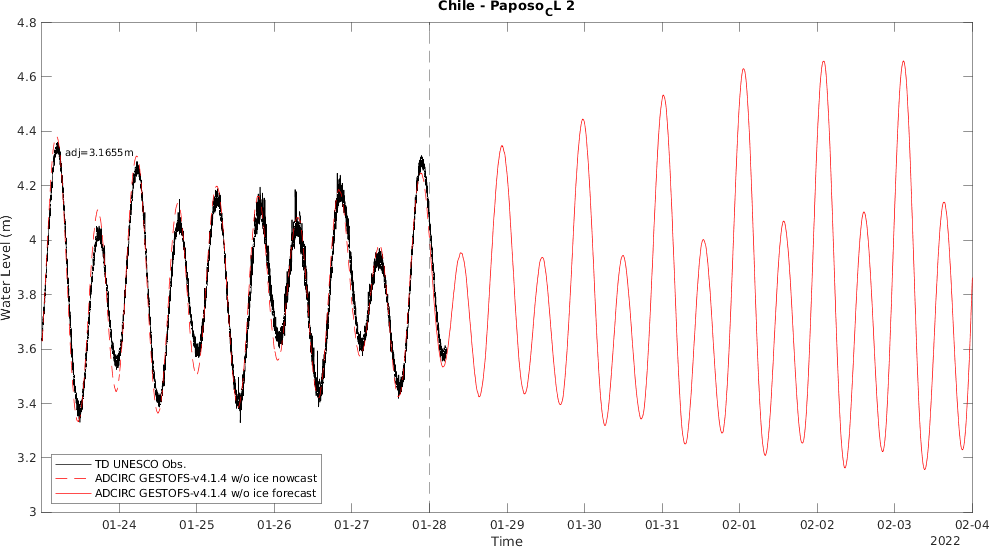 Chile - Paposo_CL 2
4.8
4.6
4.4
4.2
4
3.8
3.6
3.4
3.2
3
Water Level (m)
adj=3.1655m
TD UNESCO Obs.
ADCIRC GESTOFS-v4.1.4 w/o ice nowcast
ADCIRC GESTOFS-v4.1.4 w/o ice forecast
01-24 01-25 01-26 01-27 01-28 01-29 01-30 01-31 02-01 02-02 02-03 02-04
Time
2022